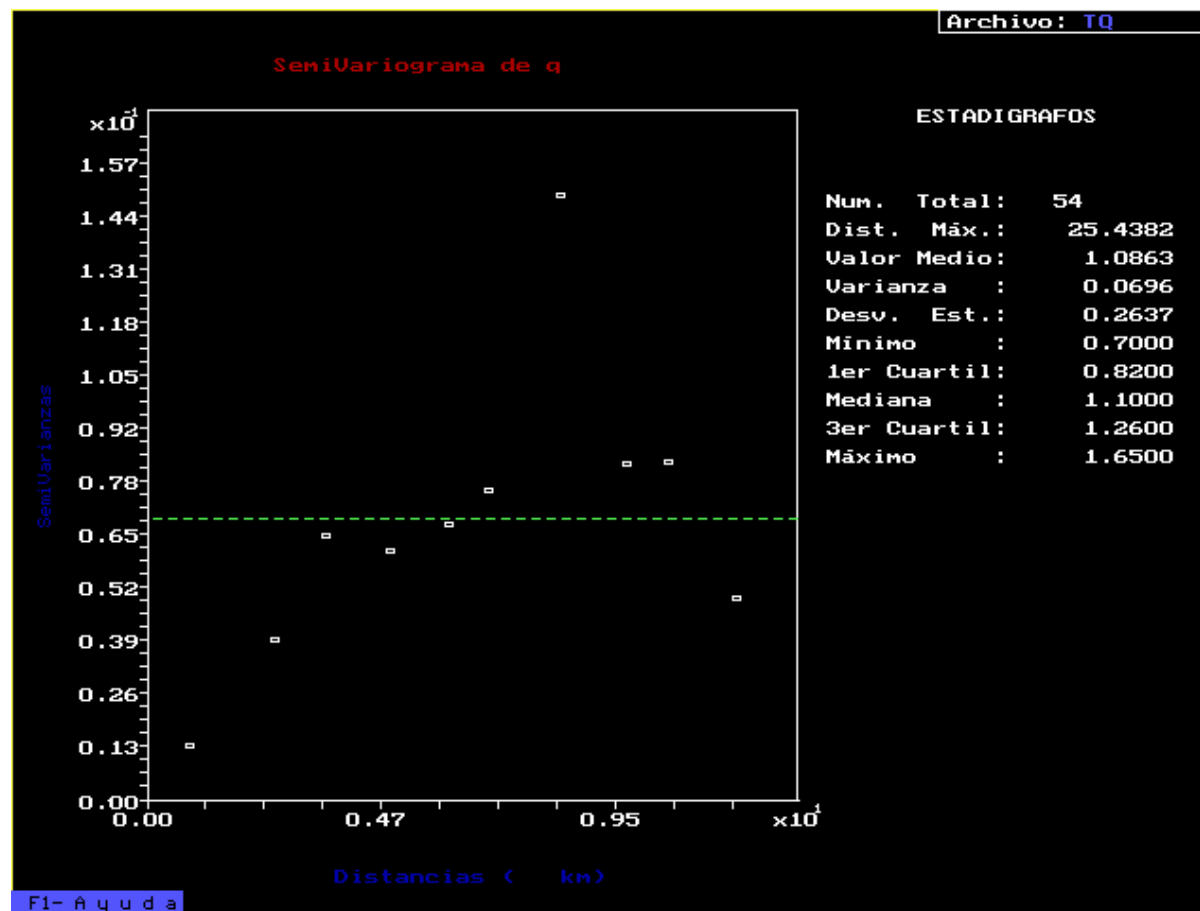 Archivo: TQ
SemiVariograma de q
x10⁻¹
1.57
1.44
1.31
1.18
1.05
0.92
0.78
0.65
0.52
0.39
0.26
0.13
0.00
SemiVarianzas
0.00 0.47 0.95 x10¹
Distancias ( km)
ESTADIGRAFOS
Num. Total: 54
Dist. Máx.: 25.4382
Valor Medio: 1.0863
Varianza : 0.0696
Desv. Est.: 0.2637
Mínimo : 0.7000
1er Cuartil: 0.8200
Mediana : 1.1000
3er Cuartil: 1.2600
Máximo : 1.6500
F1- A y u d a